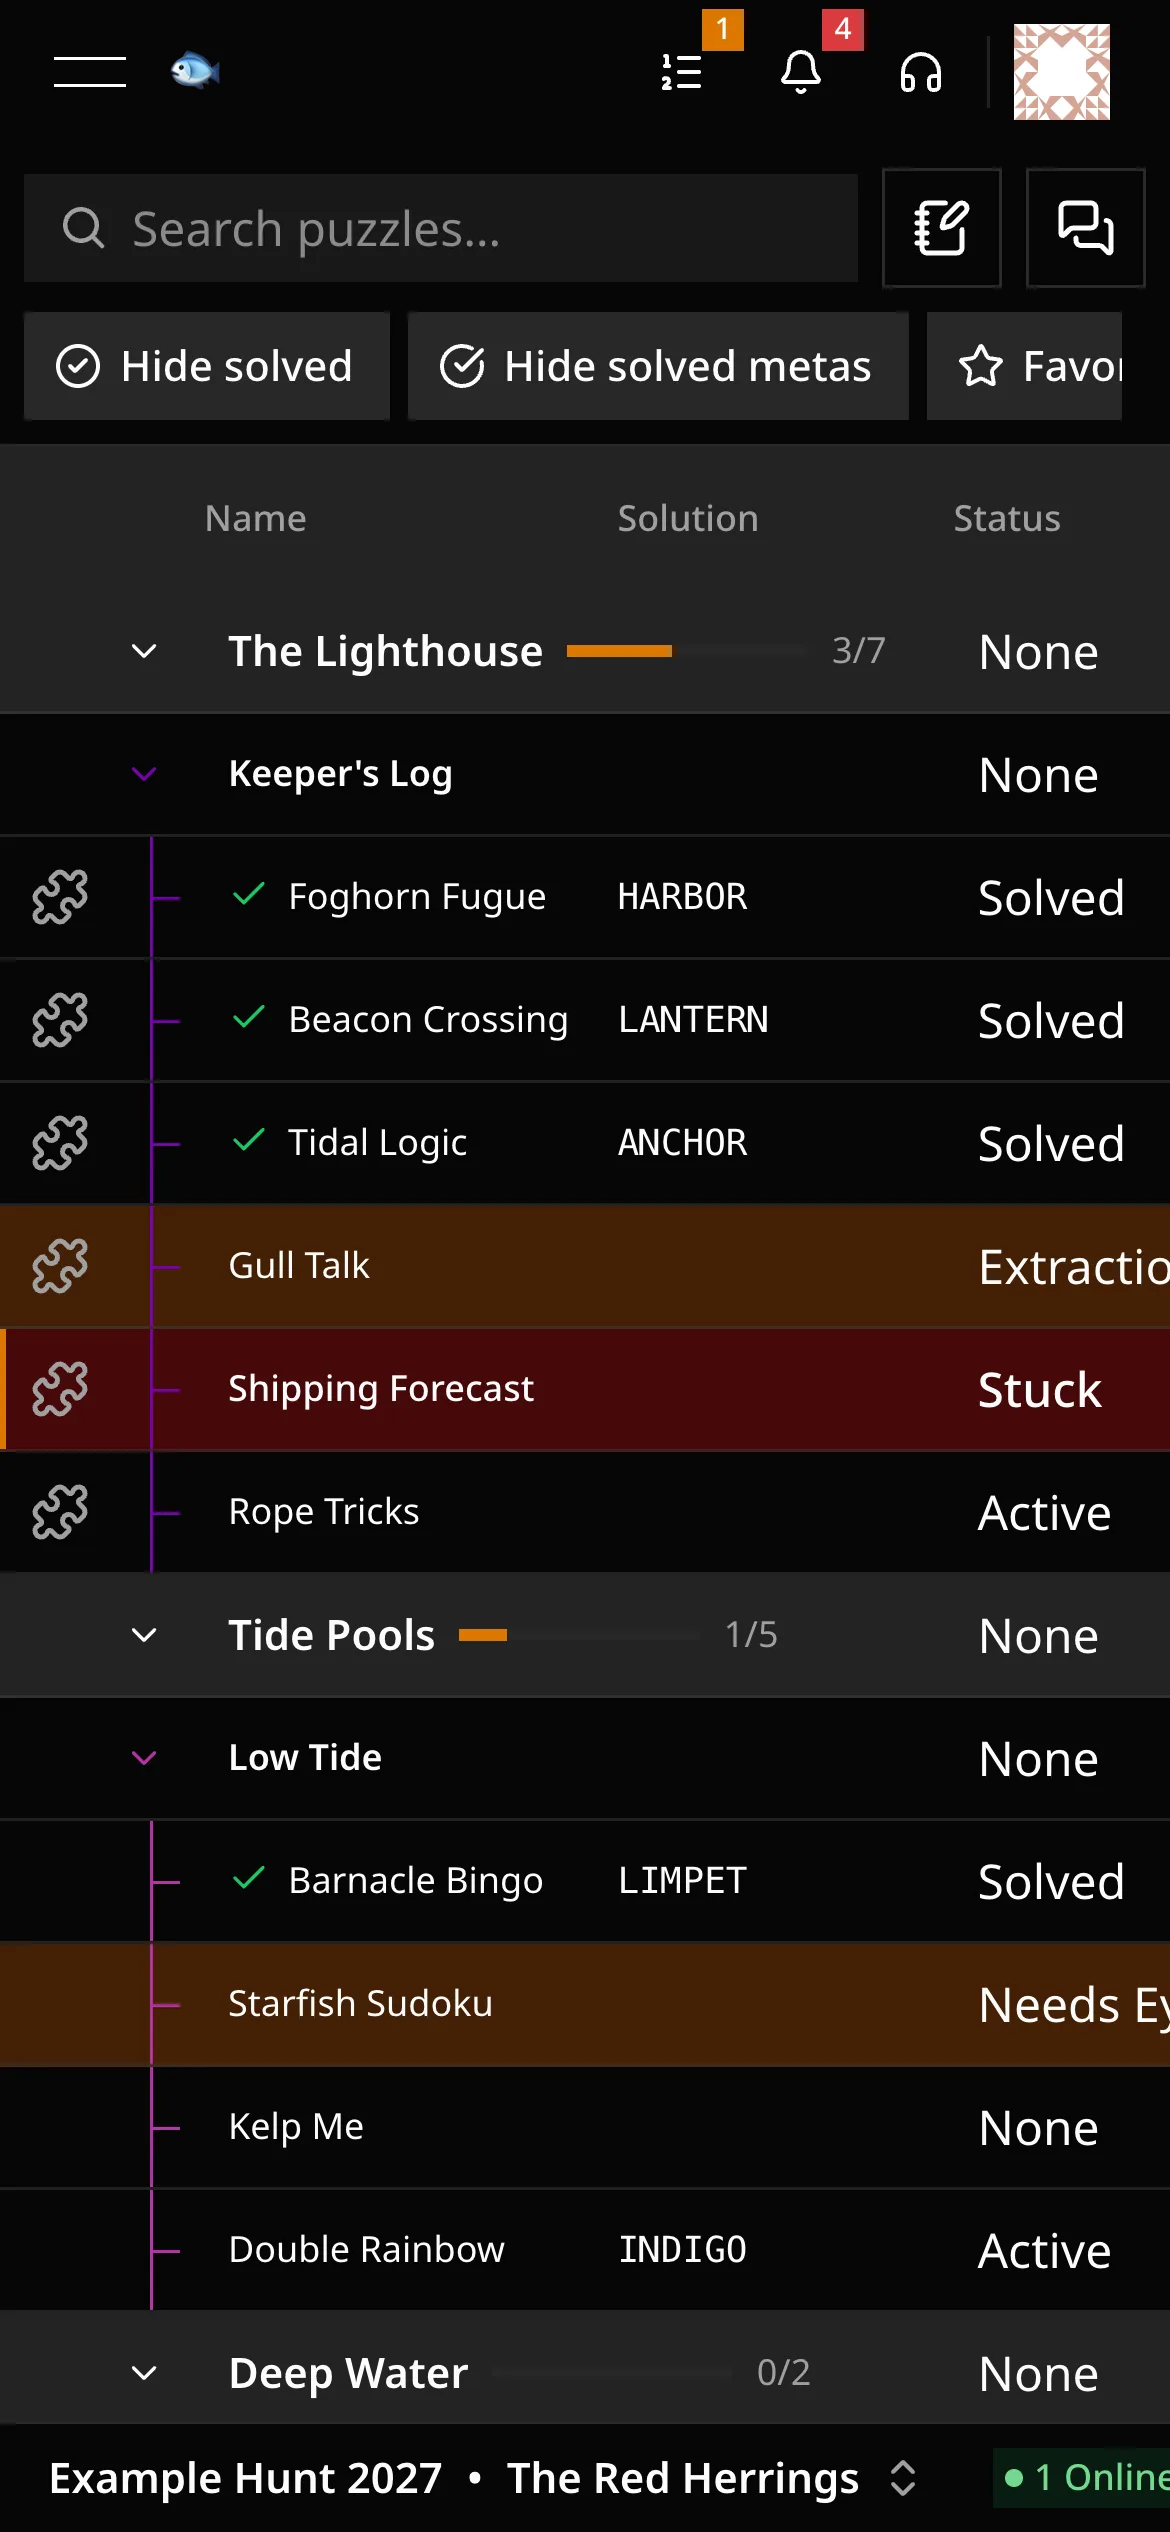 1
4
Search puzzles...
Hide solved
Hide solved metas
Favor
Name Solution Status
The Lighthouse 3/7 None
Keeper's Log None
Foghorn Fugue HARBOR Solved
Beacon Crossing LANTERN Solved
Tidal Logic ANCHOR Solved
Gull Talk Extractio
Shipping Forecast Stuck
Rope Tricks Active
Tide Pools 1/5 None
Low Tide None
Barnacle Bingo LIMPET Solved
Starfish Sudoku Needs Ey
Kelp Me None
Double Rainbow INDIGO Active
Deep Water 0/2 None
Example Hunt 2027 • The Red Herrings 1 Online